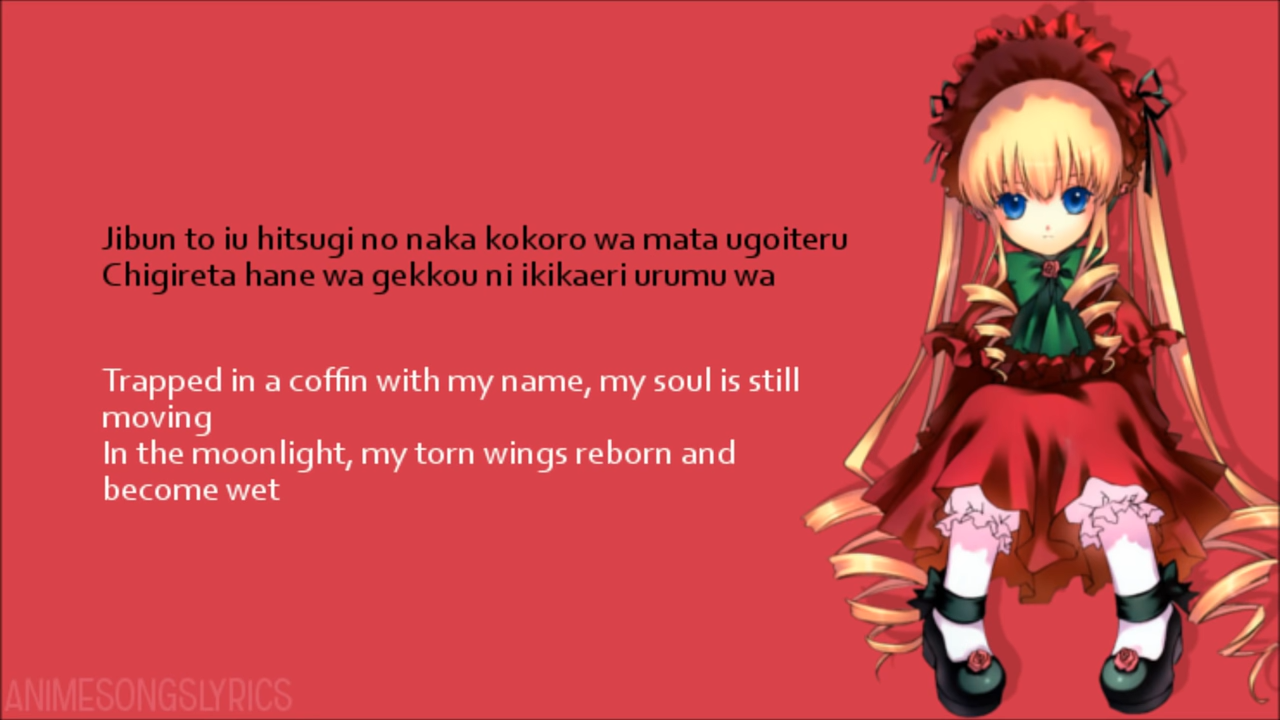 Jibun to iu hitsugi no naka kokoro wa mata ugoiteru
Chigireta hane wa gekkou ni ikikaeri urumu wa
Trapped in a coffin with my name, my soul is still
moving
In the moonlight, my torn wings reborn and
become wet
ANIMESONGSLYRICS